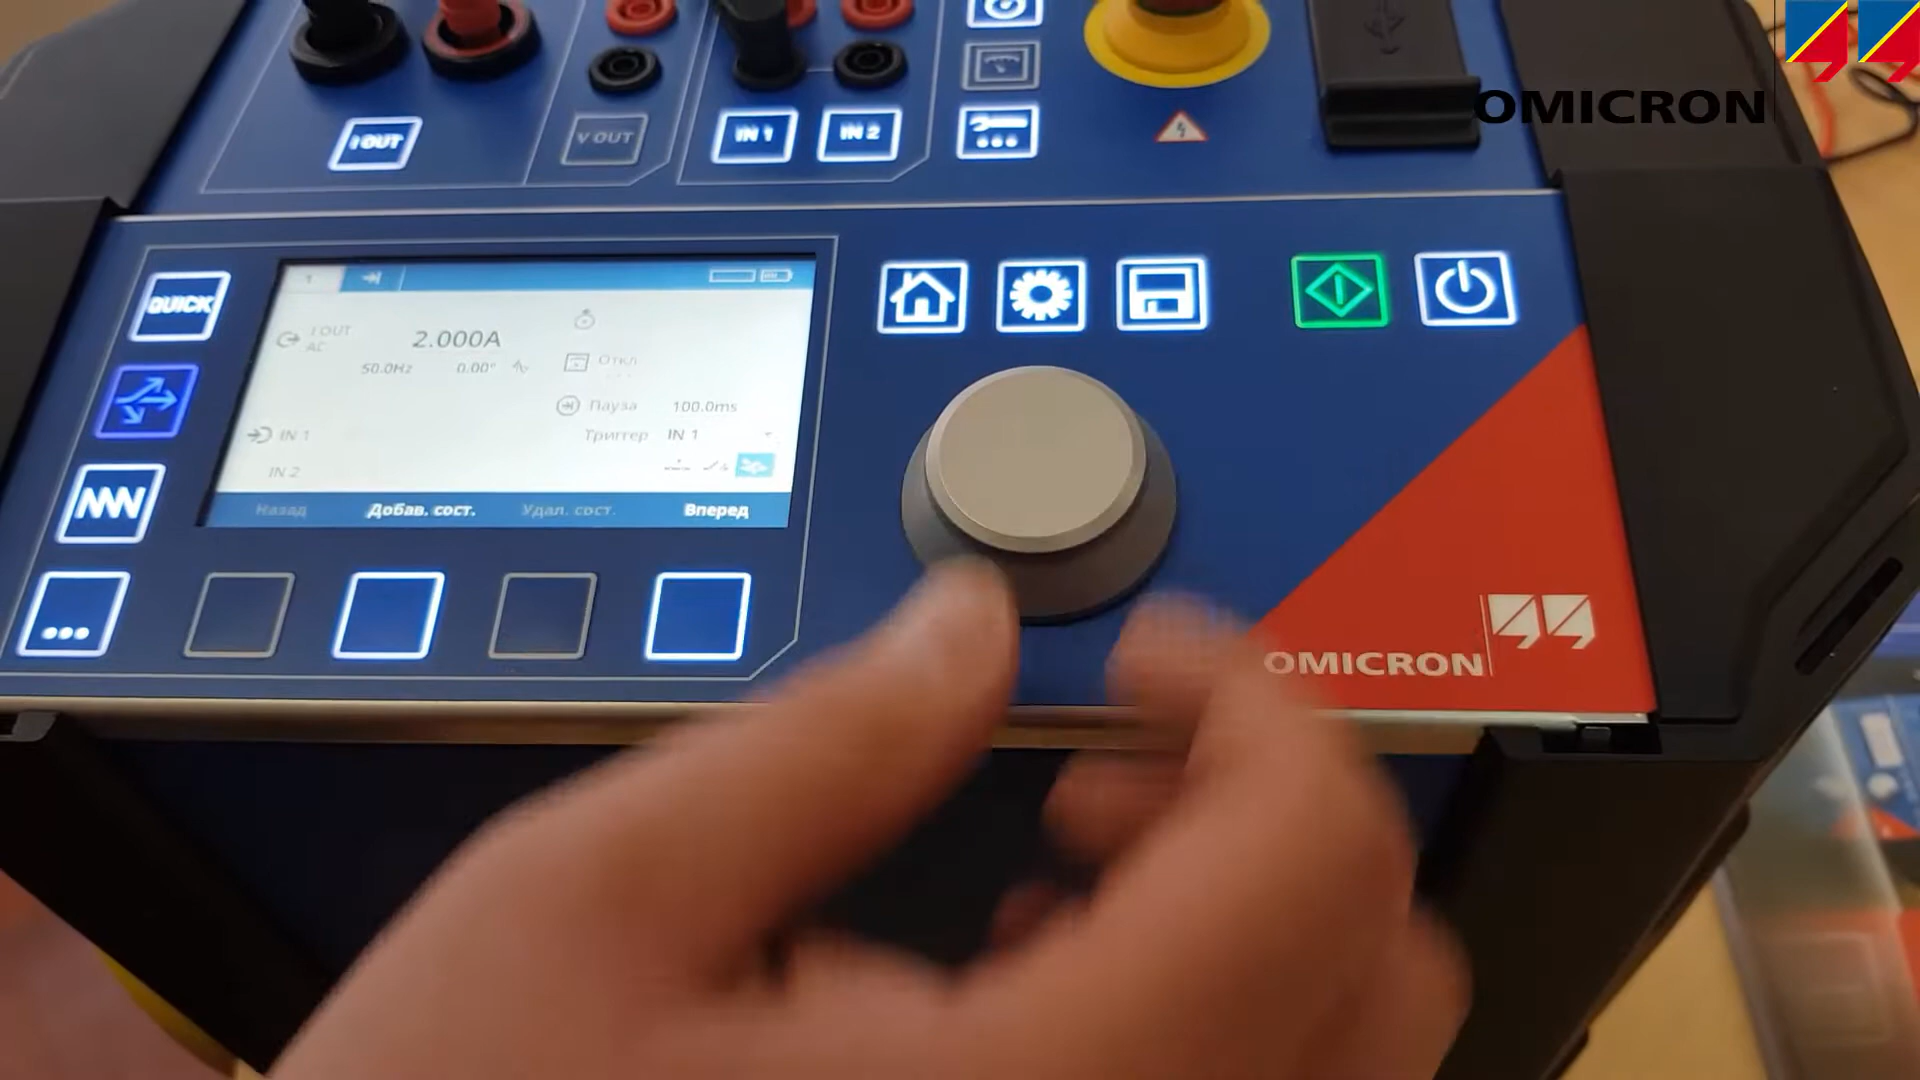 OMICRON
I OUT
V OUT
IN 1
IN 2
QUICK
1
I OUT
AC
2.000A
50.0Hz 0.00°
Откл
Пауза 100.0ms
Триггер IN 1
IN 1
IN 2
Назад Добав. сост. Удал. сост. Вперед
OMICRON